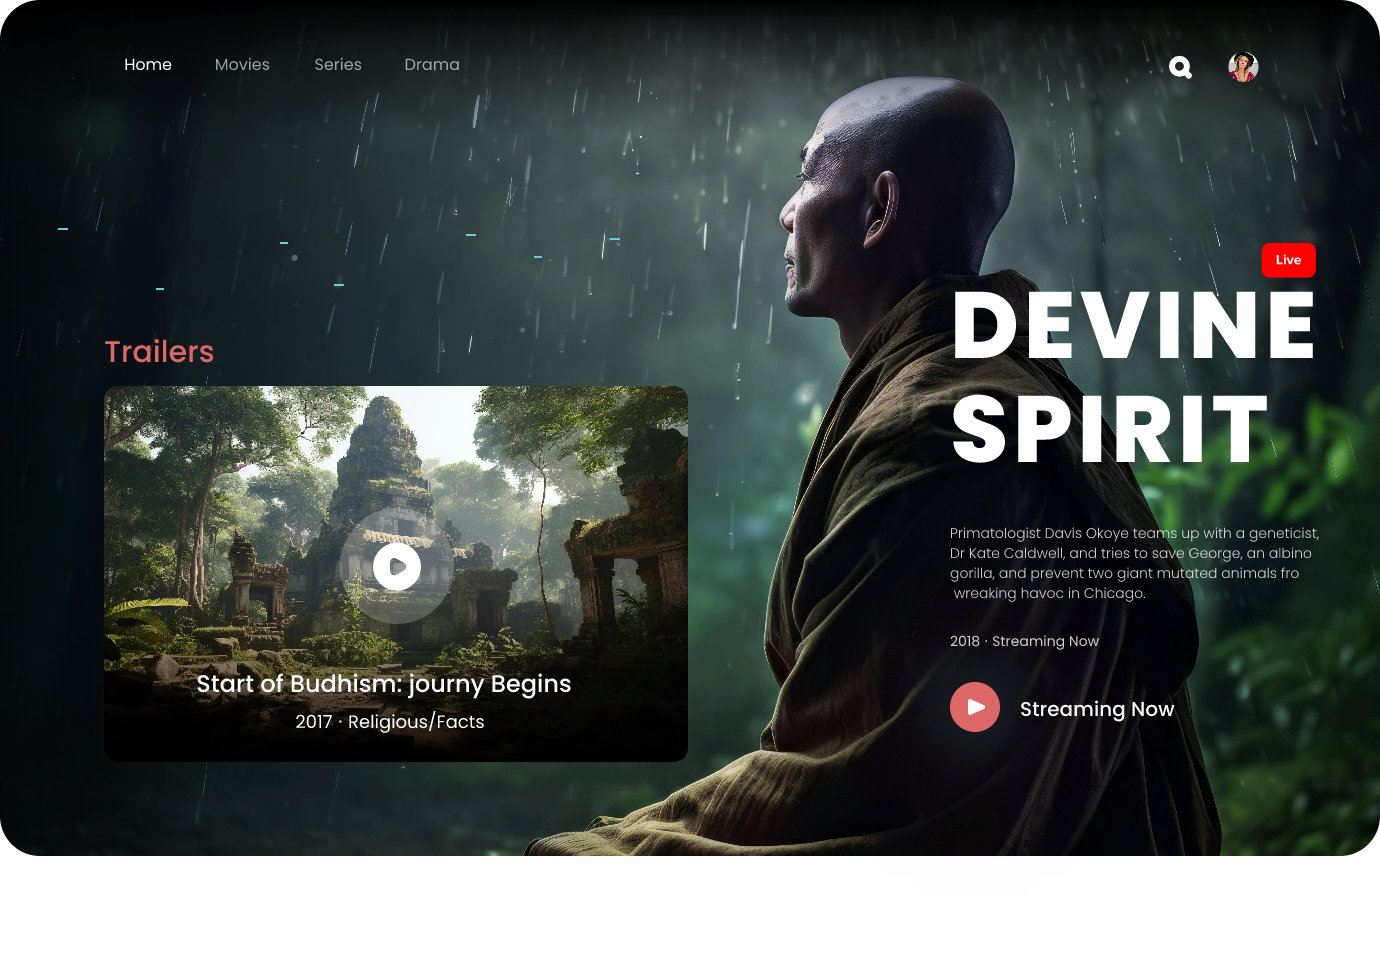 Home Movies Series Drama
Live
DEVINE
SPIRIT
Trailers
Start of Budhism: journy Begins
2017 · Religious/Facts
Primatologist Davis Okoye teams up with a geneticist,
Dr Kate Caldwell, and tries to save George, an albino
gorilla, and prevent two giant mutated animals fro
wreaking havoc in Chicago.
2018 · Streaming Now
Streaming Now